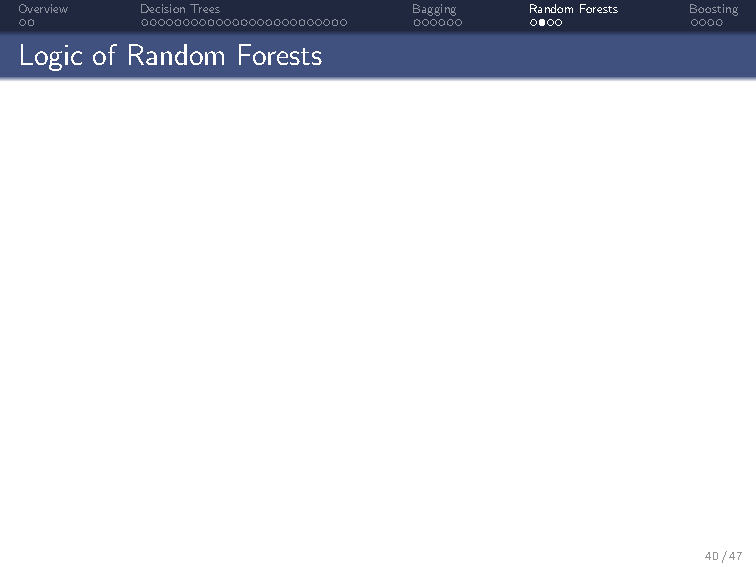 Overview Decision Trees Bagging Random Forests Boosting
Logic of Random Forests
40 / 47